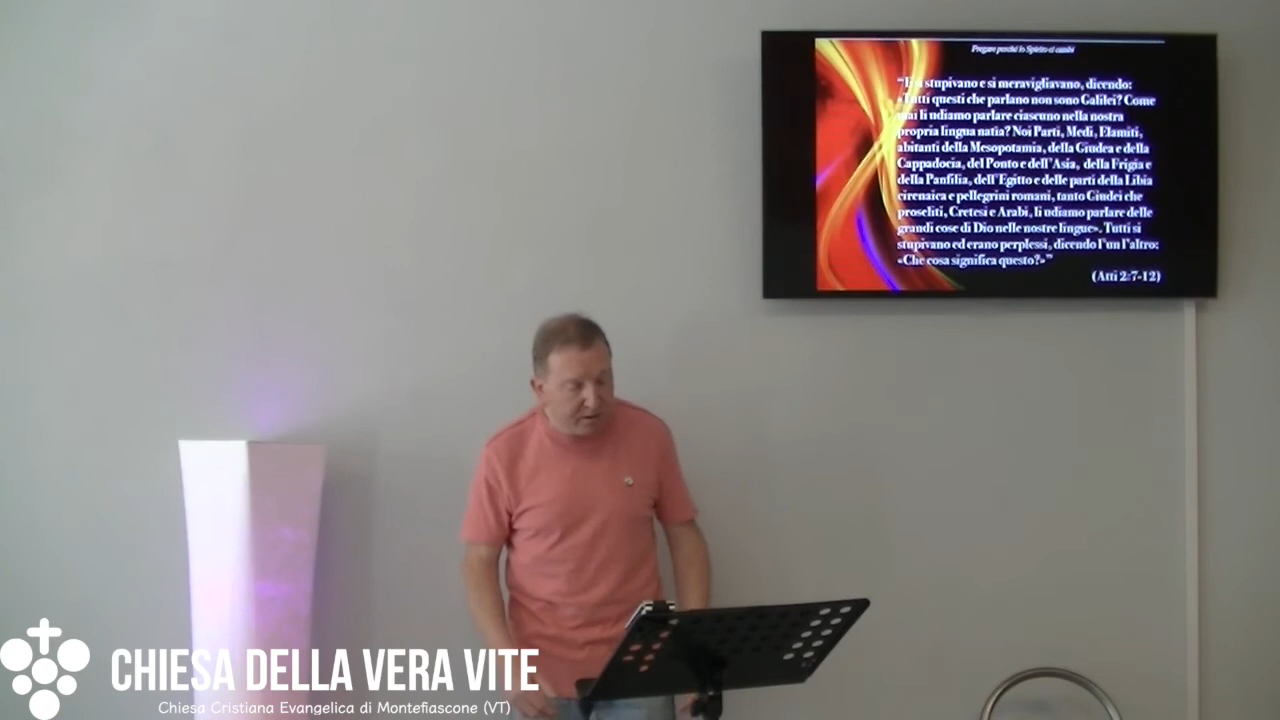 Pregare perché lo Spirito ci cambi
stupivano e si meravigliavano, dicendo:
«Tutti questi che parlano non sono Galilei? Come
mai li udiamo parlare ciascuno nella nostra
propria lingua natia? Noi Parti, Medi, Elamiti,
abitanti della Mesopotamia, della Giudea e della
Cappadocia, del Ponto e dell'Asia, della Frigia e
della Panfilia, dell'Egitto e delle parti della Libia
cirenaica e pellegrini romani, tanto Giudei che
proseliti, Cretesi e Arabi, li udiamo parlare delle
grandi cose di Dio nelle nostre lingue». Tutti si
stupivano ed erano perplessi, dicendo l'un l'altro:
«Che cosa significa questo?»”
(Atti 2:7-12)
CHIESA DELLA VERA VITE
Chiesa Cristiana Evangelica di Montefiascone (VT)